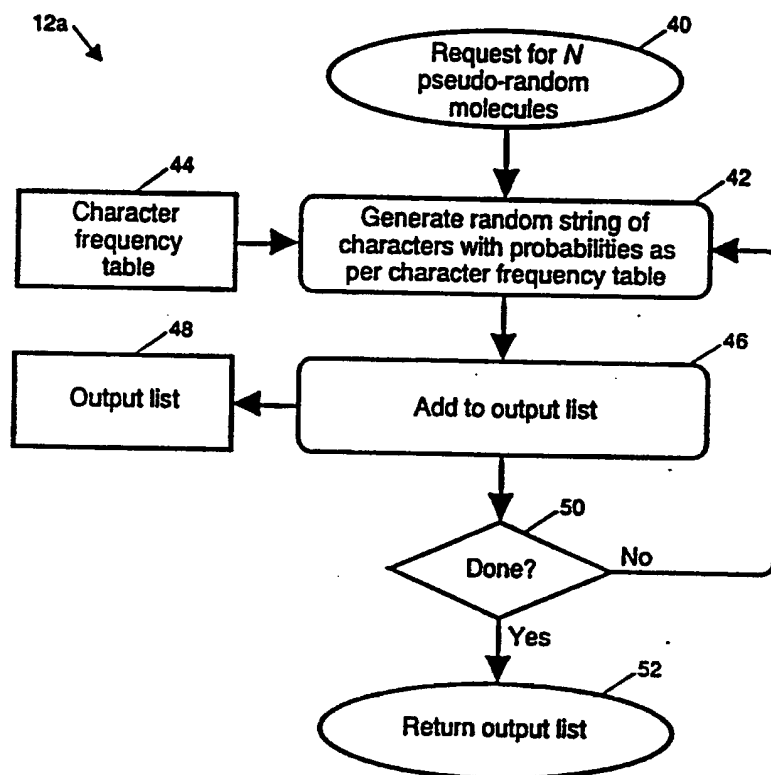 12a
40
Request for N
pseudo-random
molecules
44
Character
frequency
table
42
Generate random string of
characters with probabilities as
per character frequency table
48
Output list
46
Add to output list
50
Done?
No
Yes
52
Return output list